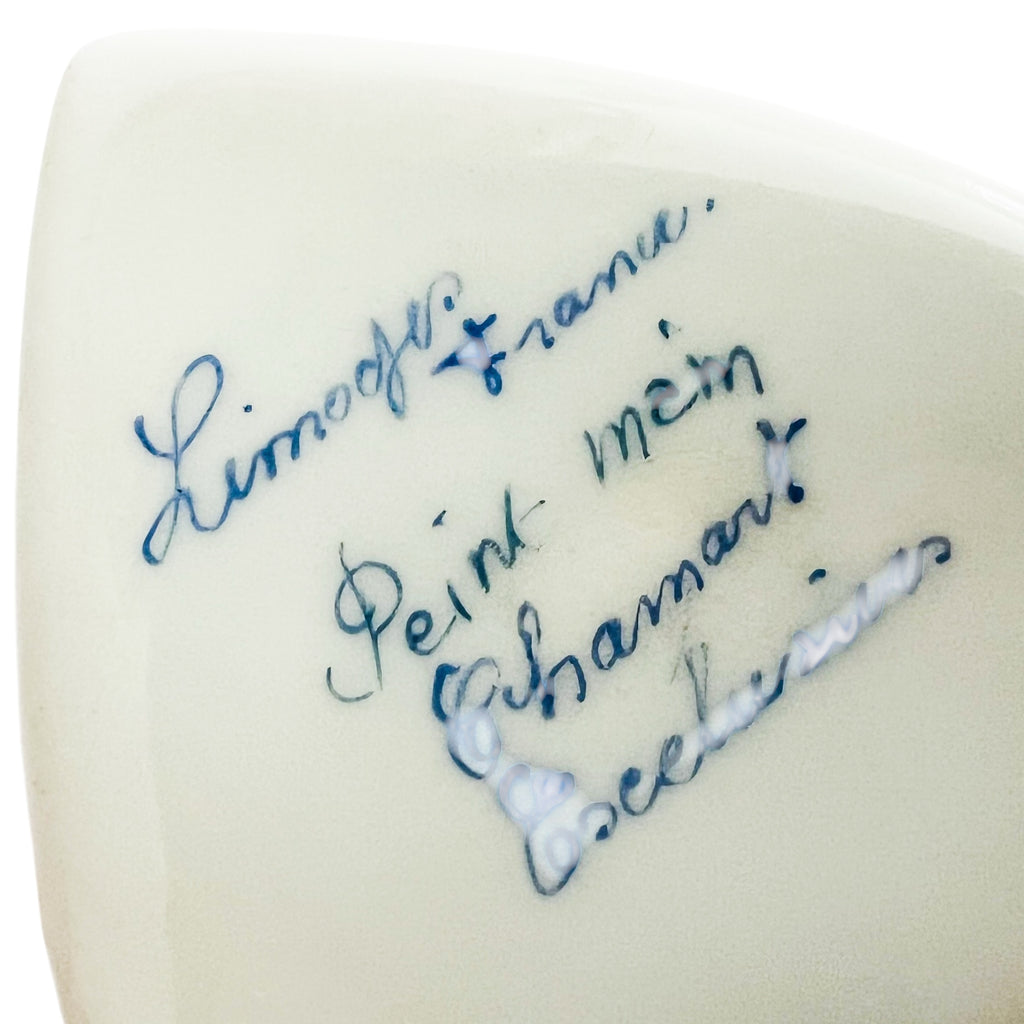 Limoges France.
Peint main
Chamart